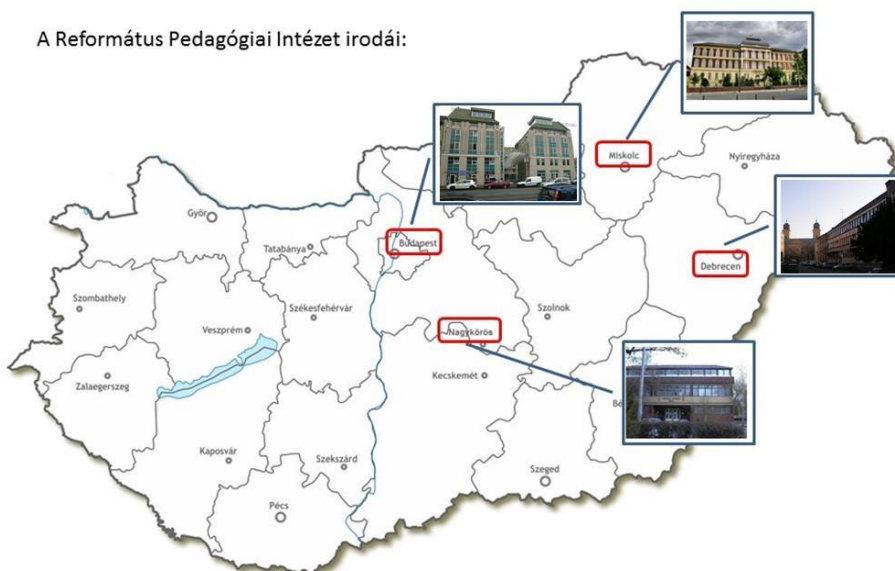 A Református Pedagógiai Intézet irodái:
Miskolc
Nyíregyháza
Győr
Budapest
Tatabánya
Debrecen
Szombathely
Székesfehérvár
Szolnok
Veszprém
Nagykőrös
Zalaegerszeg
Kecskemét
Kaposvár
Szekszárd
Szeged
Pécs